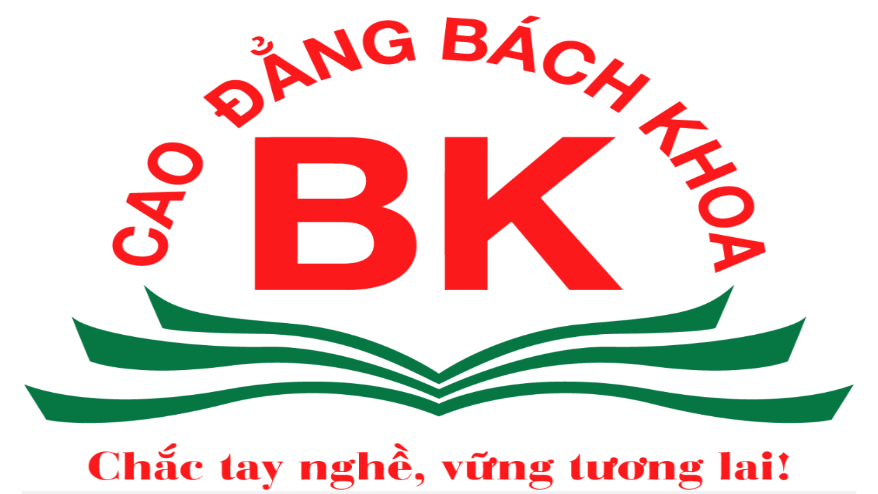 CAO ĐẲNG BÁCH KHOA
BK
Chắc tay nghề, vững tương lai!